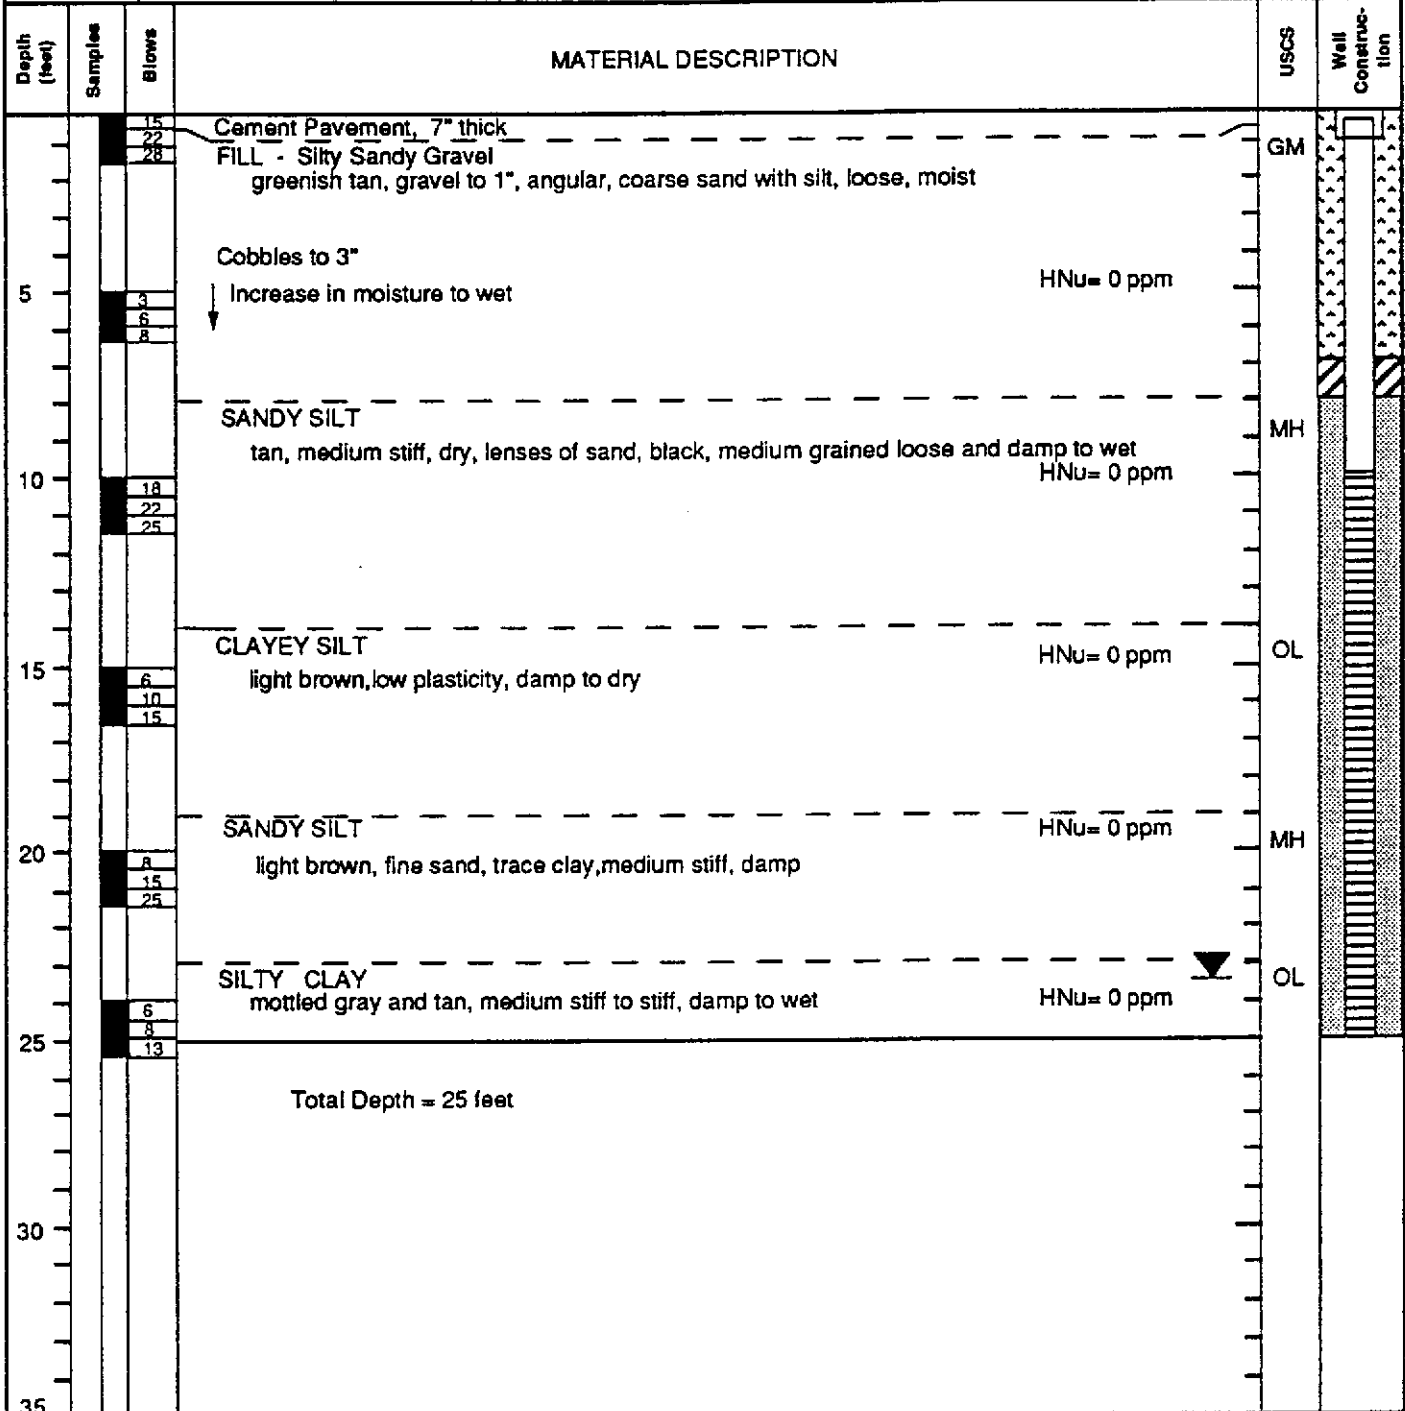 Depth (feet) Samples Blows MATERIAL DESCRIPTION USCS Well Construc-tion
15 Cement Pavement, 7" thick
22
28 FILL - Silty Sandy Gravel GM
greenish tan, gravel to 1", angular, coarse sand with silt, loose, moist
Cobbles to 3"
HNu= 0 ppm
5 3 Increase in moisture to wet
6
8
SANDY SILT MH
tan, medium stiff, dry, lenses of sand, black, medium grained loose and damp to wet
HNu= 0 ppm
10 18
22
25
CLAYEY SILT HNu= 0 ppm OL
15 6 light brown,low plasticity, damp to dry
10
15
SANDY SILT HNu= 0 ppm MH
20 8 light brown, fine sand, trace clay,medium stiff, damp
15
25
SILTY CLAY OL
6 mottled gray and tan, medium stiff to stiff, damp to wet HNu= 0 ppm
8
25 13
Total Depth = 25 feet
30
35